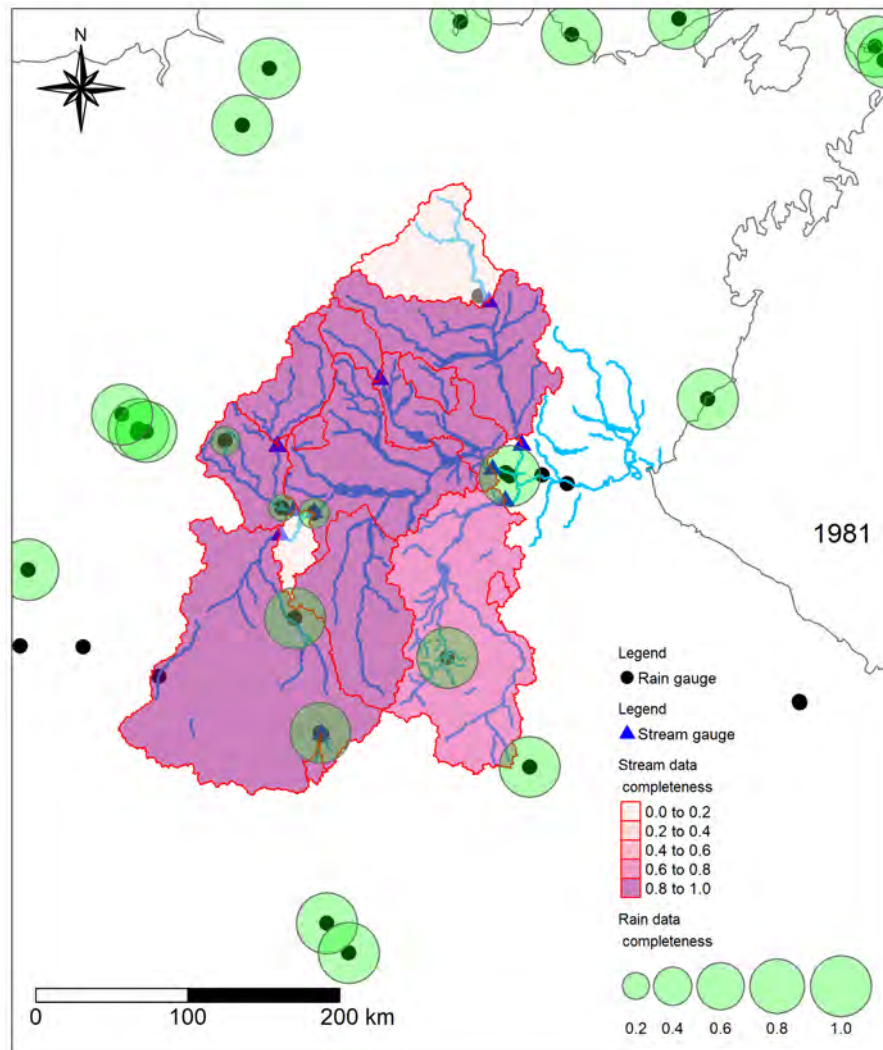 N
1981
Legend
Rain gauge
Legend
Stream gauge
Stream data
completeness
0.0 to 0.2
0.2 to 0.4
0.4 to 0.6
0.6 to 0.8
0.8 to 1.0
Rain data
completeness
0.2 0.4 0.6 0.8 1.0
0 100 200 km